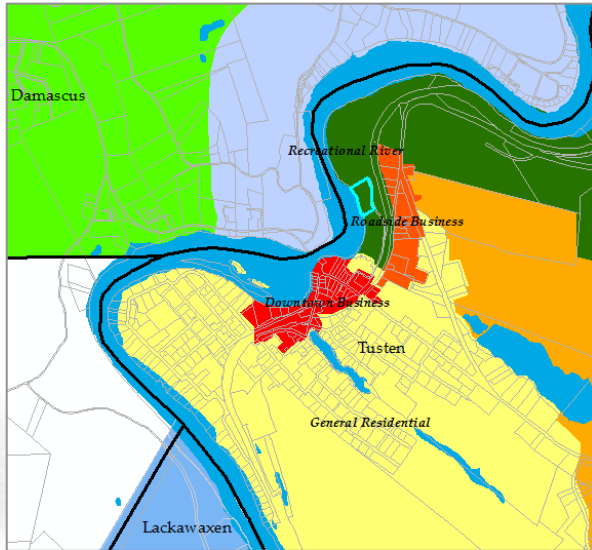 Damascus
Recreational River
Roadside Business
Downtown Business
Tusten
General Residential
Lackawaxen